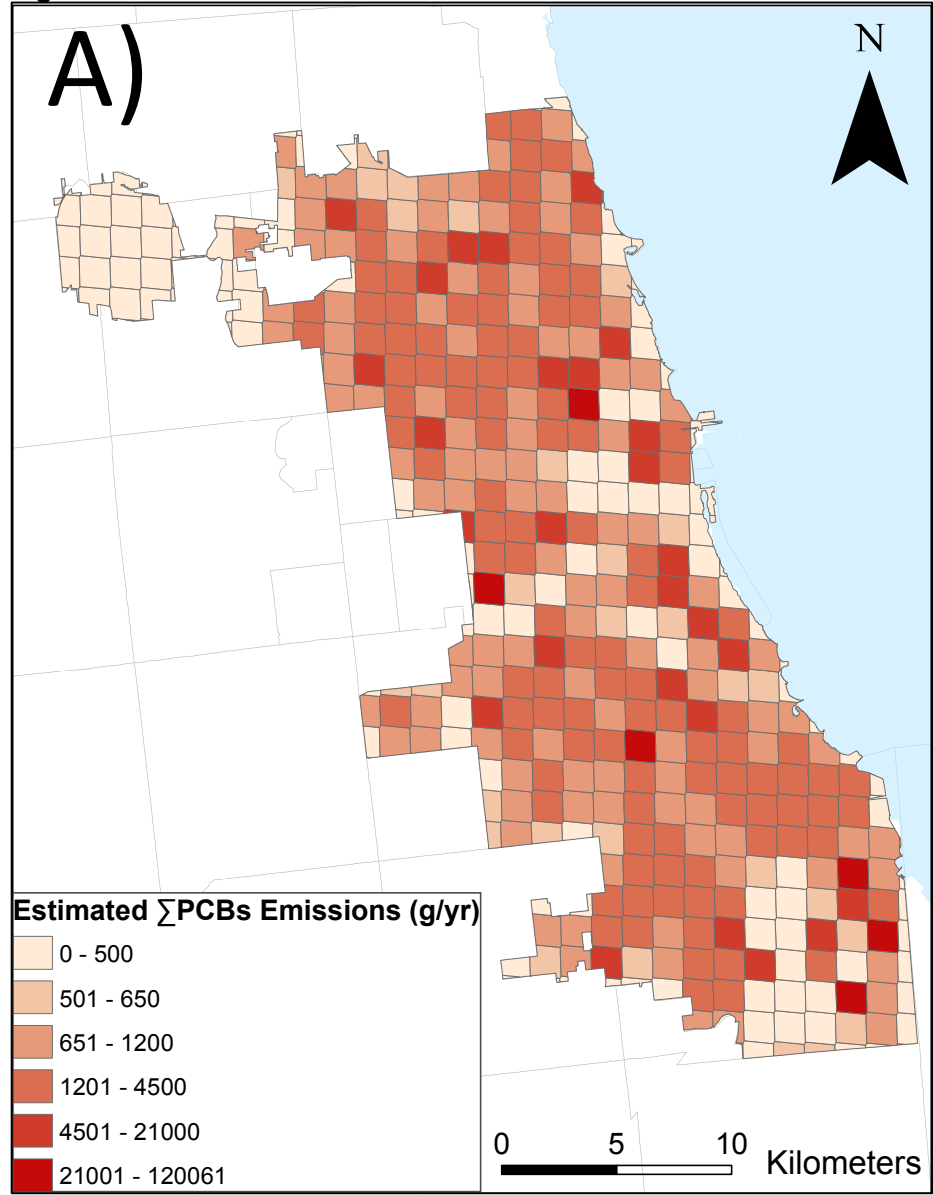 A)
N
Estimated ∑PCBs Emissions (g/yr)
0 - 500
501 - 650
651 - 1200
1201 - 4500
4501 - 21000
21001 - 120061
0 5 10
Kilometers